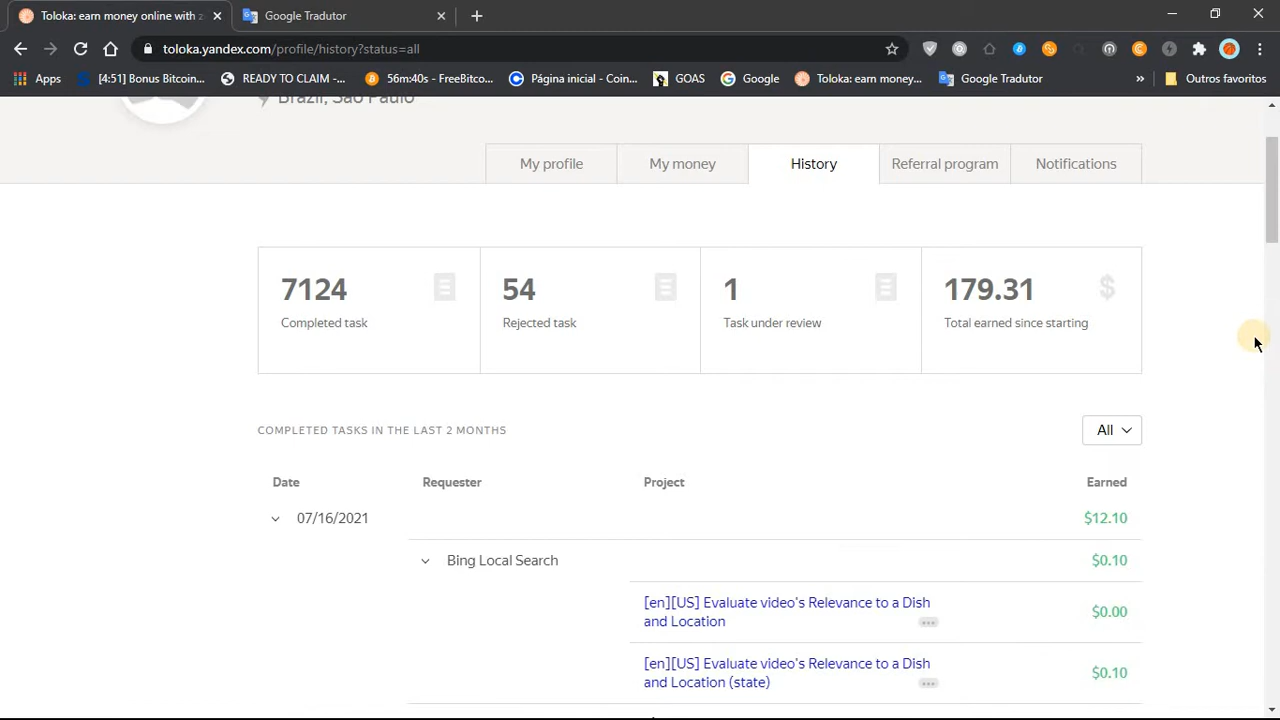 Toloka: earn money online with
Google Tradutor
toloka.yandex.com/profile/history?status=all
Apps [4:51] Bonus Bitcoin... READY TO CLAIM -... 56m:40s - FreeBitco... Página inicial - Coin... GOAS Google Toloka: earn money... Google Tradutor » Outros favoritos
Brazil, São Paulo
My profile My money History Referral program Notifications
7124 54 1 179.31 $
Completed task Rejected task Task under review Total earned since starting
COMPLETED TASKS IN THE LAST 2 MONTHS All
Date Requester Project Earned
07/16/2021 $12.10
Bing Local Search $0.10
[en][US] Evaluate video's Relevance to a Dish
and Location ... $0.00
[en][US] Evaluate video's Relevance to a Dish
and Location (state) ... $0.10